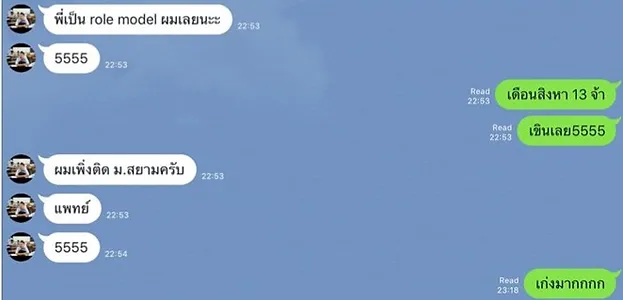 พี่เป็น role model ผมเลยนะะ
22:53
5555
22:53
Read
22:53
เดือนสิงหา 13 จ้า
Read
22:53
เขินเลย5555
ผมเพิ่งติด ม.สยามครับ
22:53
แพทย์
22:53
5555
22:54
Read
23:18
เก่งมากกกก